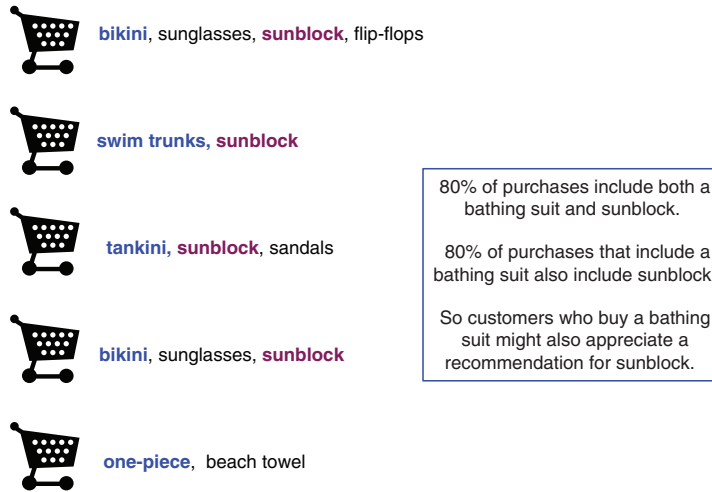 bikini, sunglasses, sunblock, flip-flops
swim trunks, sunblock
tankini, sunblock, sandals
bikini, sunglasses, sunblock
one-piece, beach towel
80% of purchases include both a
bathing suit and sunblock.
80% of purchases that include a
bathing suit also include sunblock
So customers who buy a bathing
suit might also appreciate a
recommendation for sunblock.